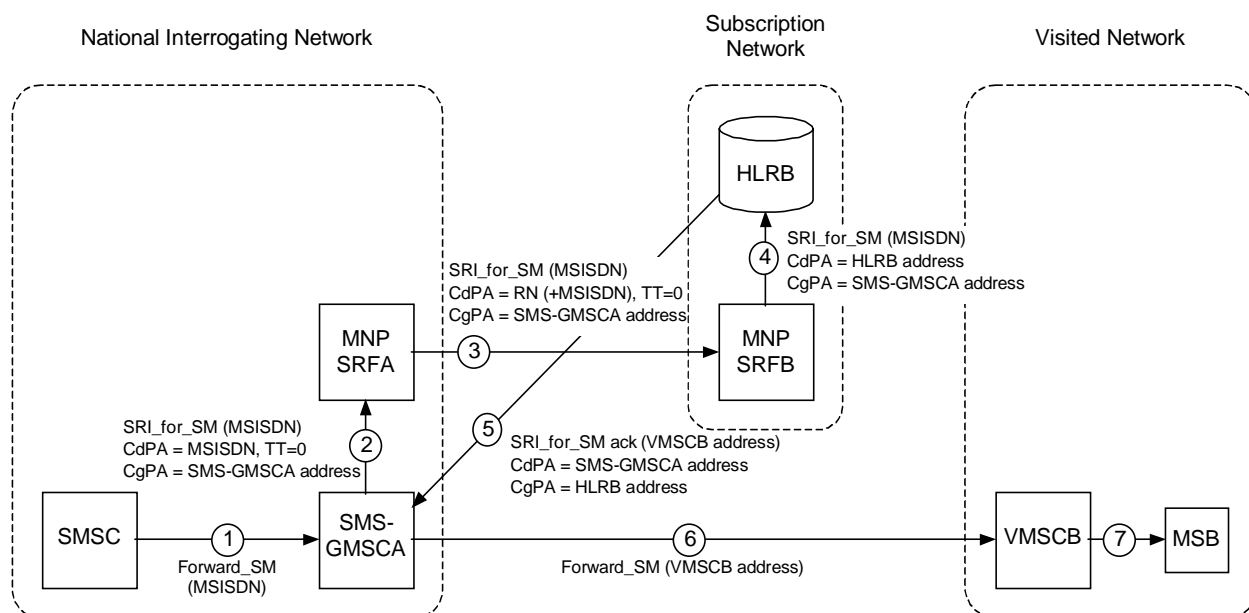 National Interrogating Network
Subscription
Network
Visited Network
HLRB
SRI_for_SM (MSISDN)
CdPA = HLRB address
CgPA = SMS-GMSCA address
4
SRI_for_SM (MSISDN)
CdPA = RN (+MSISDN), TT=0
CgPA = SMS-GMSCA address
MNP
SRFA
3
MNP
SRFB
SRI_for_SM (MSISDN)
CdPA = MSISDN, TT=0
CgPA = SMS-GMSCA address
2
5
SRI_for_SM ack (VMSCB address)
CdPA = SMS-GMSCA address
CgPA = HLRB address
SMSC
1
Forward_SM
(MSISDN)
SMS-
GMSCA
6
Forward_SM (VMSCB address)
VMSCB
7
MSB